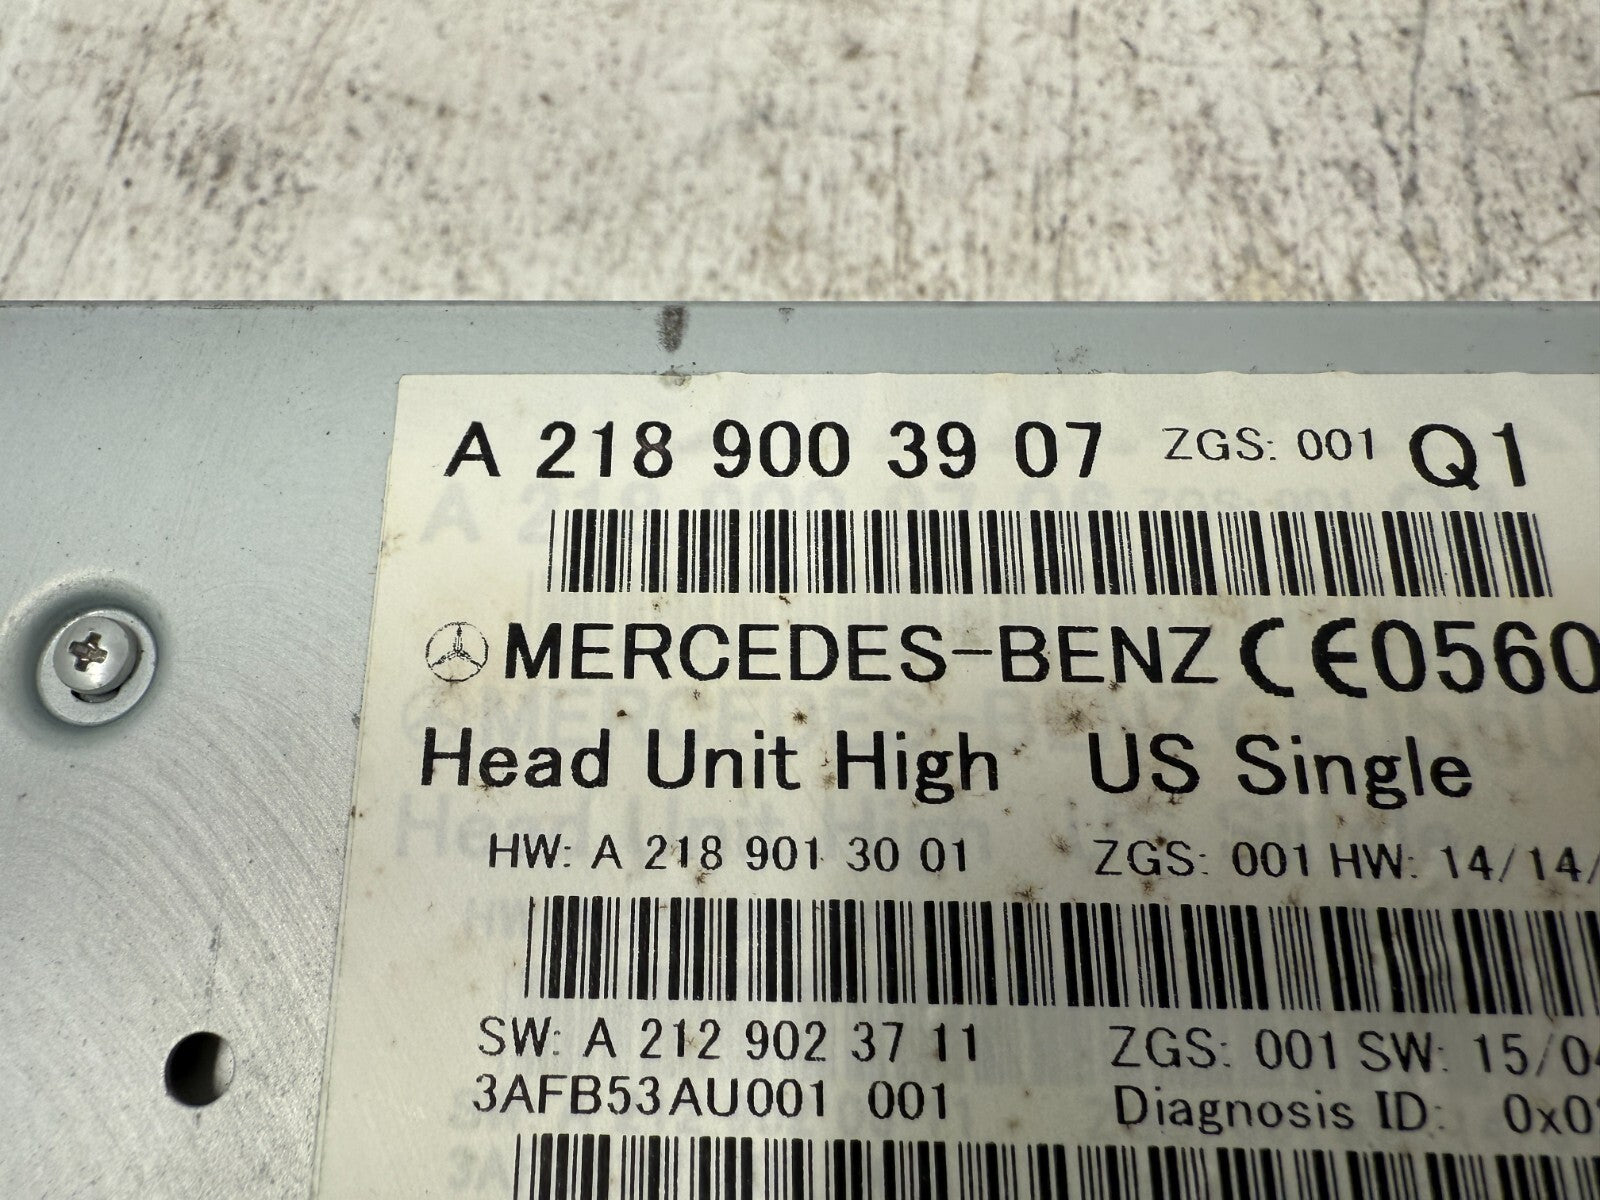 A 218 900 39 07 ZGS: 001 Q1
MERCEDES-BENZ CE0560
Head Unit High US Single
HW: A 218 901 30 01 ZGS: 001 HW: 14/14/
SW: A 212 902 37 11 ZGS: 001 SW: 15/04
3AFB53AU001 001 Diagnosis ID: 0x0